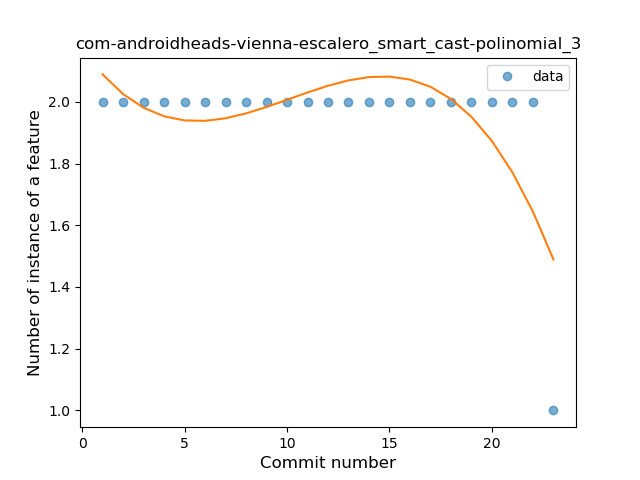 com-androidheads-vienna-escalero_smart_cast-polinomial_3
data
Number of instance of a feature
2.0
1.8
1.6
1.4
1.2
1.0
0
5
10
15
20
Commit number